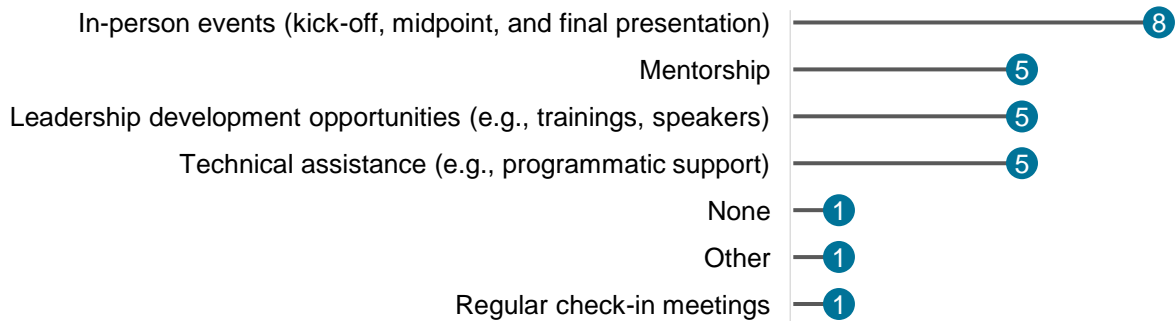 In-person events (kick-off, midpoint, and final presentation) 8
Mentorship 5
Leadership development opportunities (e.g., trainings, speakers) 5
Technical assistance (e.g., programmatic support) 5
None 1
Other 1
Regular check-in meetings 1